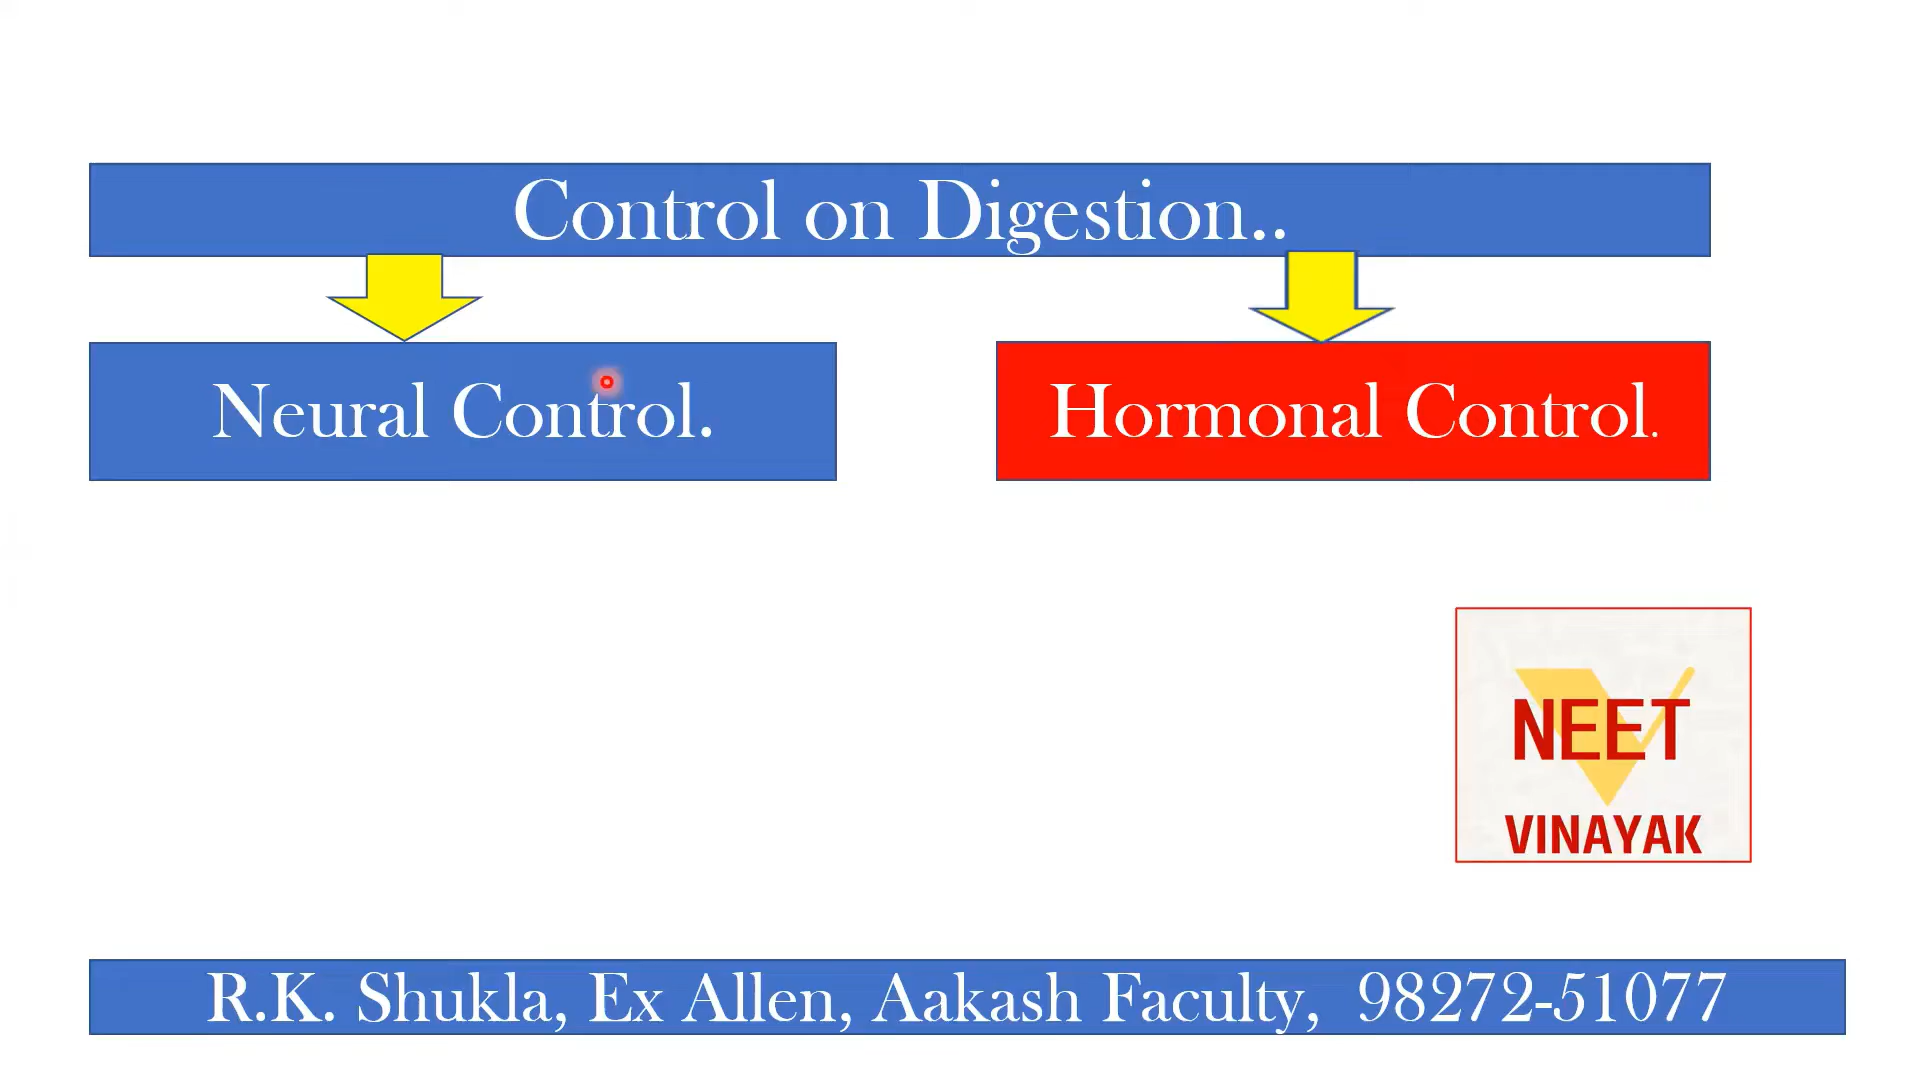 Control on Digestion..
Neural Control.
Hormonal Control.
NEET
VINAYAK
R.K. Shukla, Ex Allen, Aakash Faculty, 98272-51077